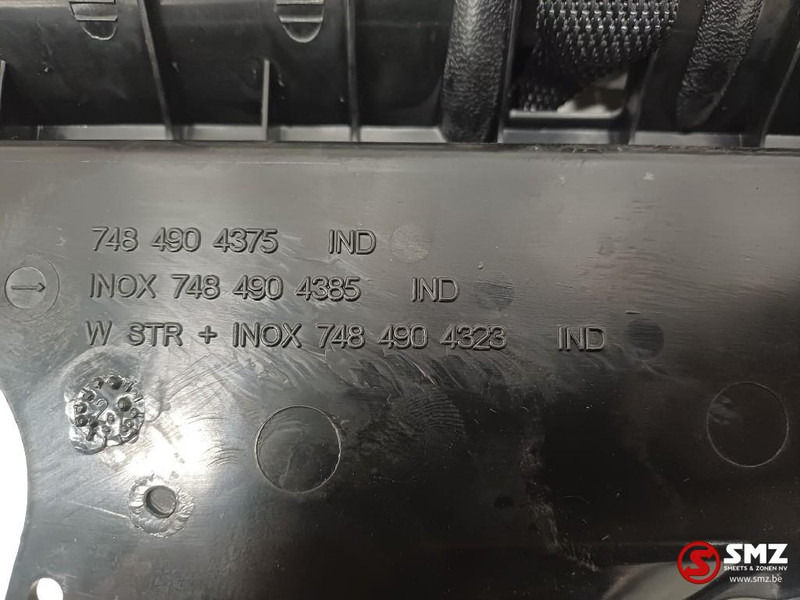 748 490 4375 IND
INOX 748 490 4385 IND
W STR + INOX 748 490 4323 IND
SMZ
SMEETS & ZONEN NV
www.smz.be